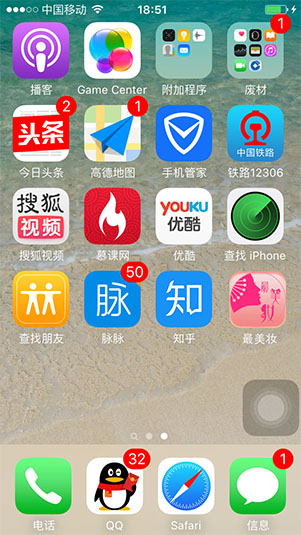 中国移动 18:51
1
播客 Game Center 附加程序 废材
2 1
头条 中国铁路
今日头条 高德地图 手机管家 铁路12306
搜狐 YOUKU
视频 优酷
搜狐视频 慕课网 优酷 查找 iPhone
50
脉 知 最美妆
查找朋友 脉脉 知乎 最美妆
32 1
电话 QQ Safari 信息